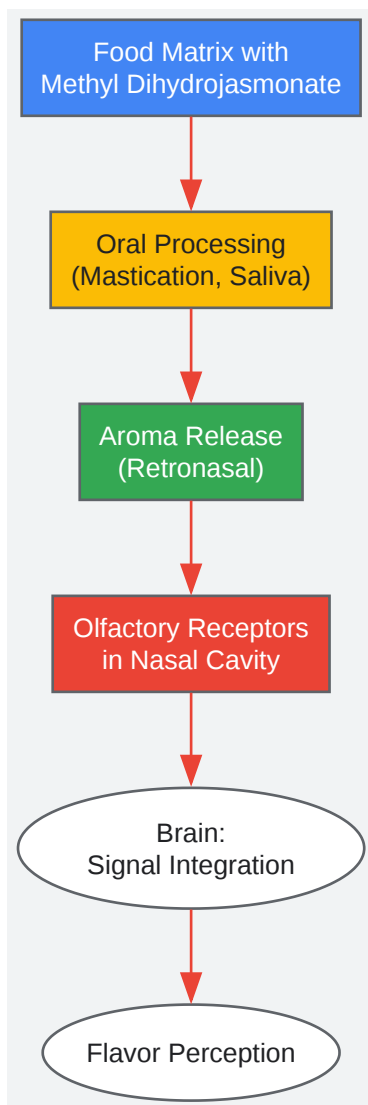 Food Matrix with
Methyl Dihydrojasmonate
Oral Processing
(Mastication, Saliva)
Aroma Release
(Retronasal)
Olfactory Receptors
in Nasal Cavity
Brain:
Signal Integration
Flavor Perception